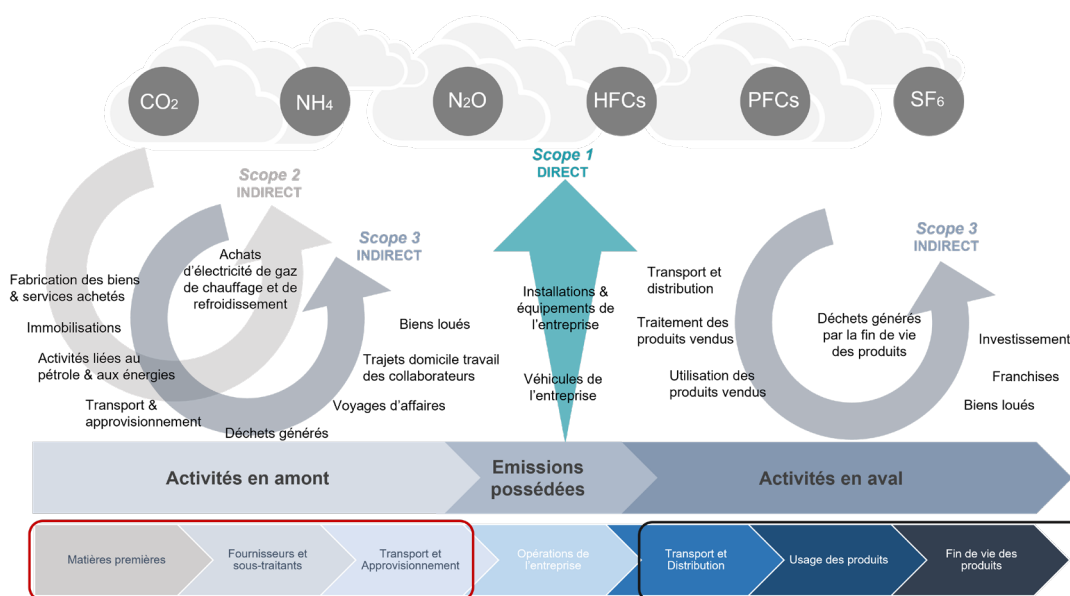 CO2
NH4
N2O
HFCs
PFCs
SF6
Scope 2
INDIRECT
Scope 3
INDIRECT
Scope 1
DIRECT
Scope 3
INDIRECT
Fabrication des biens
& services achetés
Immobilisations
Activités liées au
pétrole & aux énergies
Transport &
approvisionnement
Déchets générés
Achats
d'électricité de gaz
de chauffage et de
refroidissement
Biens loués
Trajets domicile travail
des collaborateurs
Voyages d'affaires
Installations &
équipements de
l'entreprise
Véhicules de
l'entreprise
Transport et
distribution
Traitement des
produits vendus
Utilisation des
produits vendus
Déchets générés
par la fin de vie
des produits
Investissement
Franchises
Biens loués
Activités en amont
Emissions
possédées
Activités en aval
Matières premières
Fournisseurs et
sous-traitants
Transport et
Approvisionnement
Opérations de
l'entreprise
Transport et
Distribution
Usage des produits
Fin de vie des
produits